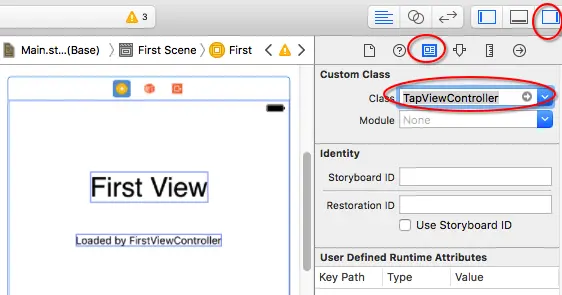 3
Main.st...(Base) First Scene First
Custom Class
Class TapViewController
Module None
Identity
Storyboard ID
Restoration ID
Use Storyboard ID
User Defined Runtime Attributes
Key Path Type Value
First View
Loaded by FirstViewController